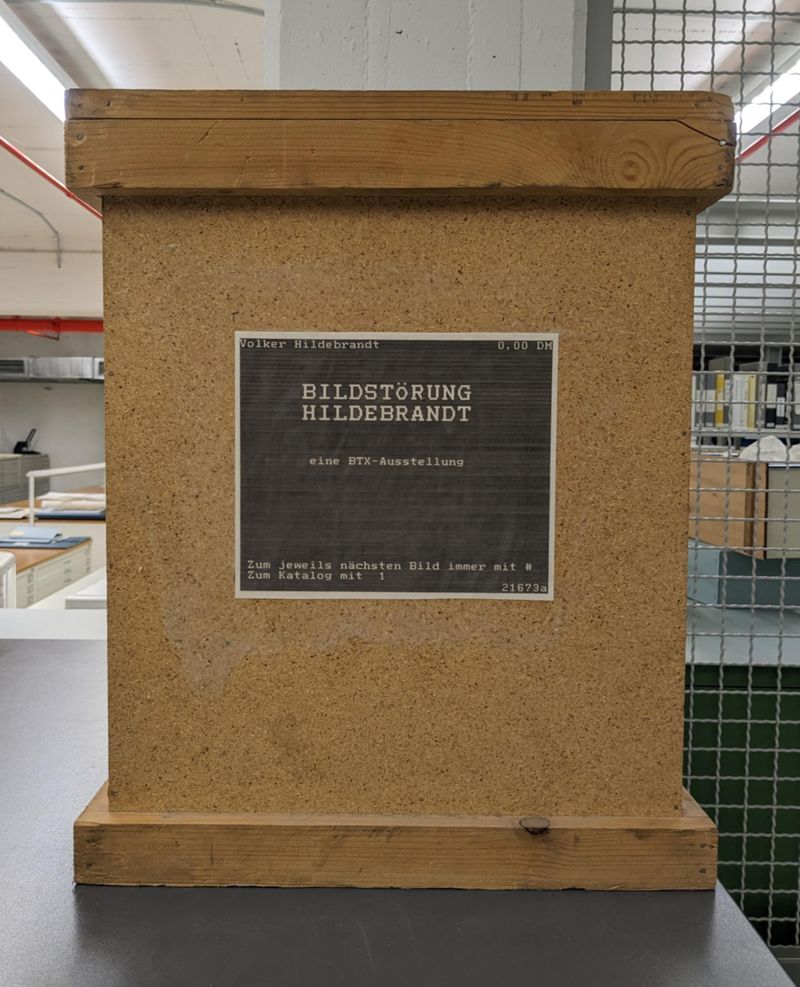 Volker Hildebrandt 0,00 DM
BILDSTöRUNG
HILDEBRANDT
eine BTX-Ausstellung
Zum jeweils nächsten Bild immer mit #
Zum Katalog mit 1
21673a